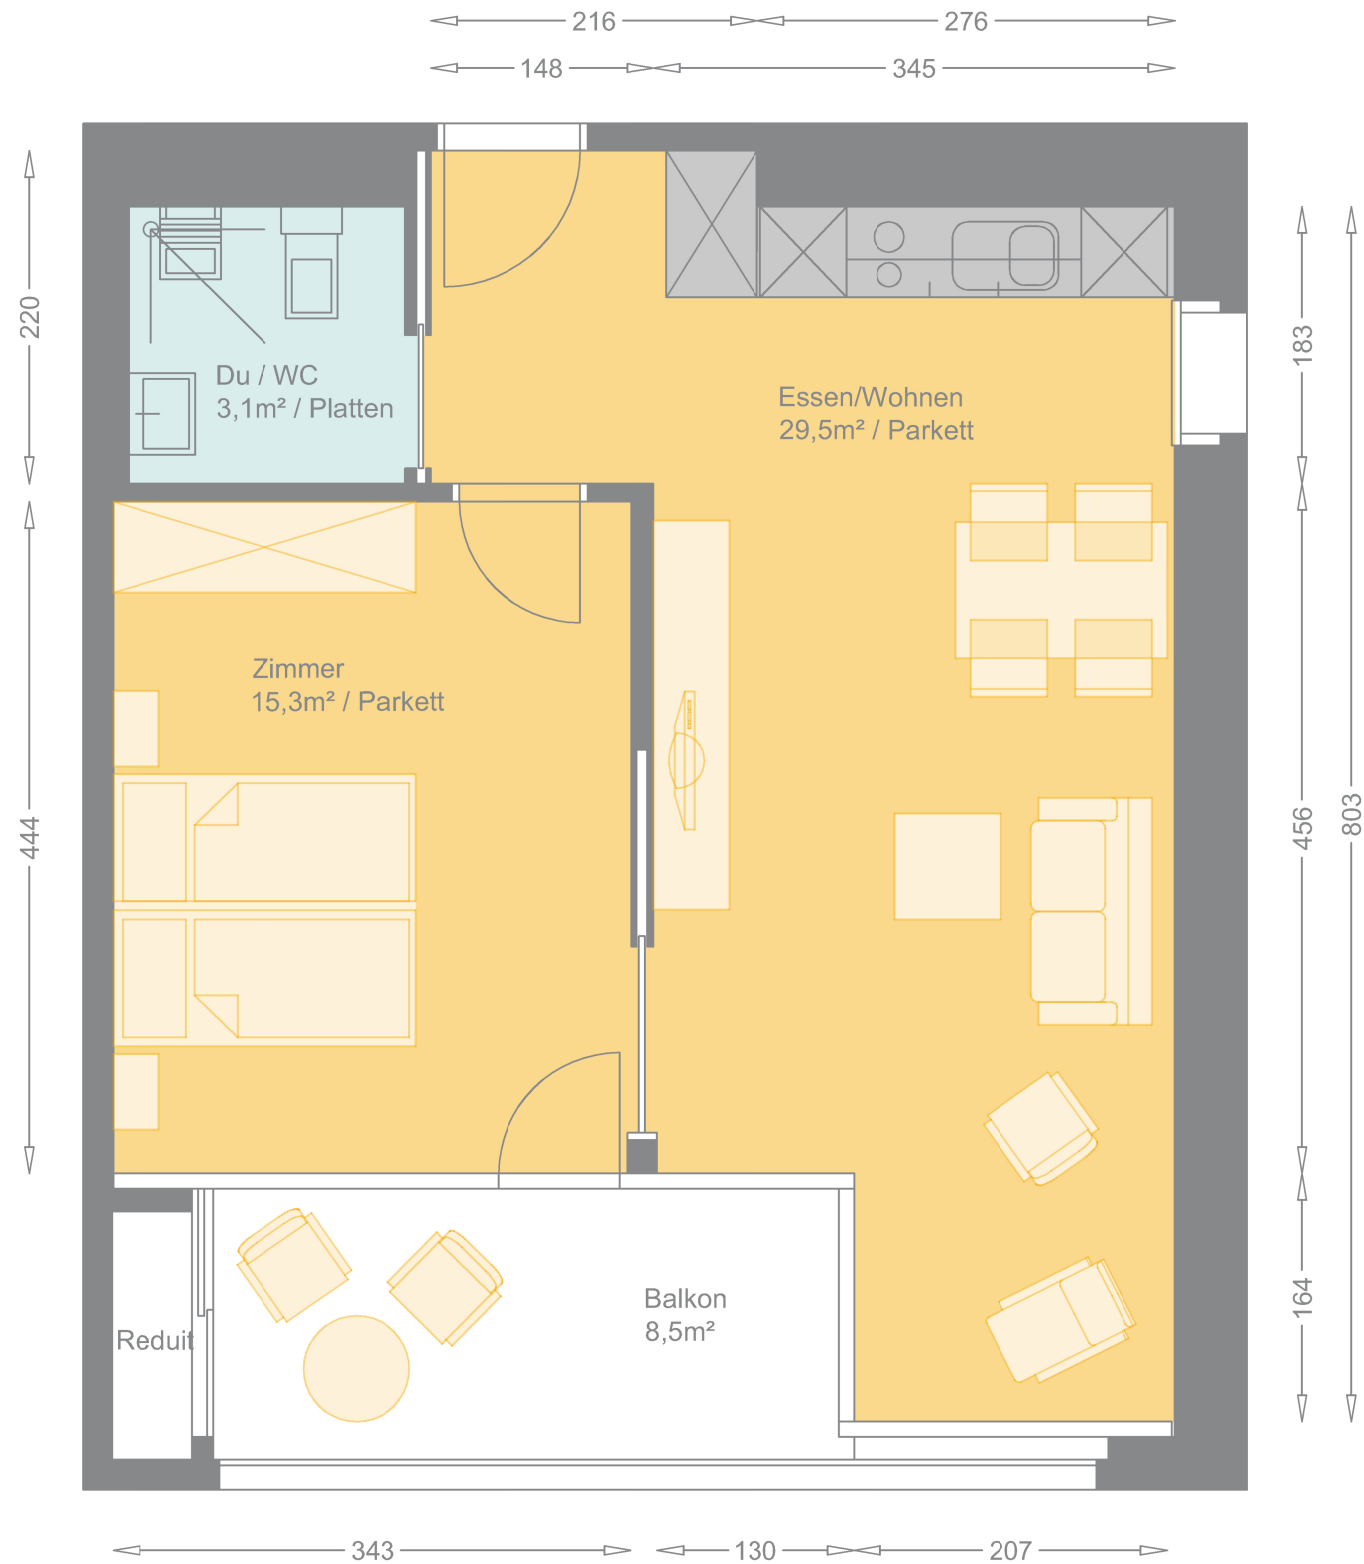 216
276
148
345
220
183
Du / WC
3,1m² / Platten
Essen/Wohnen
29,5m² / Parkett
Zimmer
15,3m² / Parkett
444
456
803
164
Balkon
8,5m²
Reduit
343
130
207